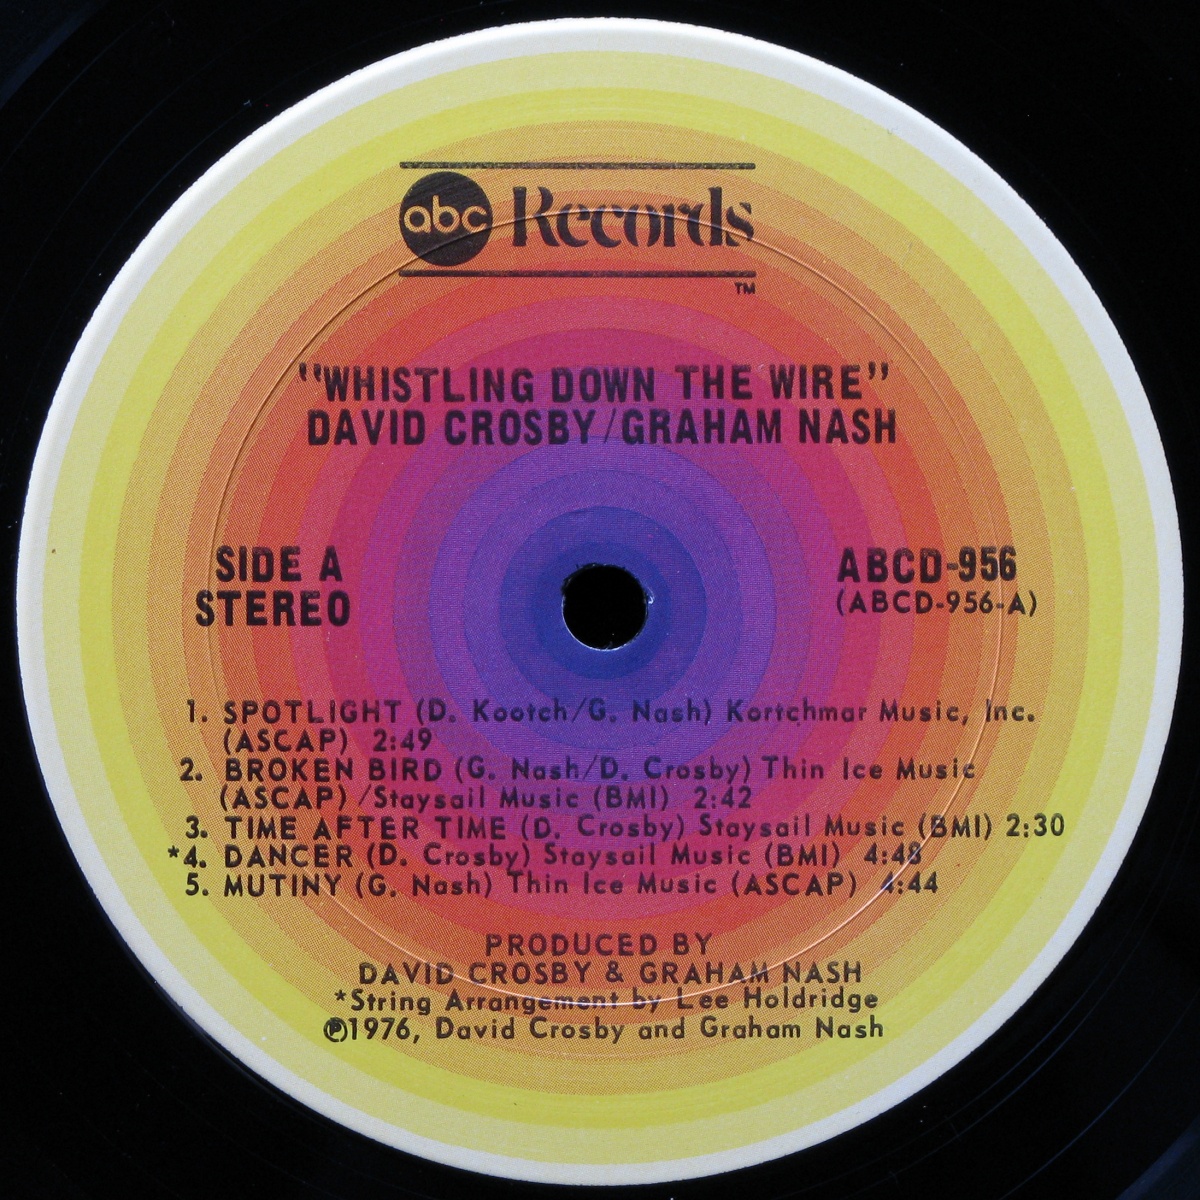 abc Records
TM
"WHISTLING DOWN THE WIRE"
DAVID CROSBY/GRAHAM NASH
SIDE A
STEREO
ABCD-956
(ABCD-956-A)
1. SPOTLIGHT (D. Kootch/G. Nash) Kortchmar Music, Inc.
(ASCAP) 2:49
2. BROKEN BIRD (G. Nash/D. Crosby) Thin Ice Music
(ASCAP) /Staysail Music (BMI) 2:42
3. TIME AFTER TIME (D. Crosby) Staysail Music (BMI) 2:30
*4. DANCER (D. Crosby) Staysail Music (BMI) 4:48
5. MUTINY (G. Nash) Thin Ice Music (ASCAP) 4:44
PRODUCED BY
DAVID CROSBY & GRAHAM NASH
*String Arrangement by Lee Holdridge
℗1976, David Crosby and Graham Nash